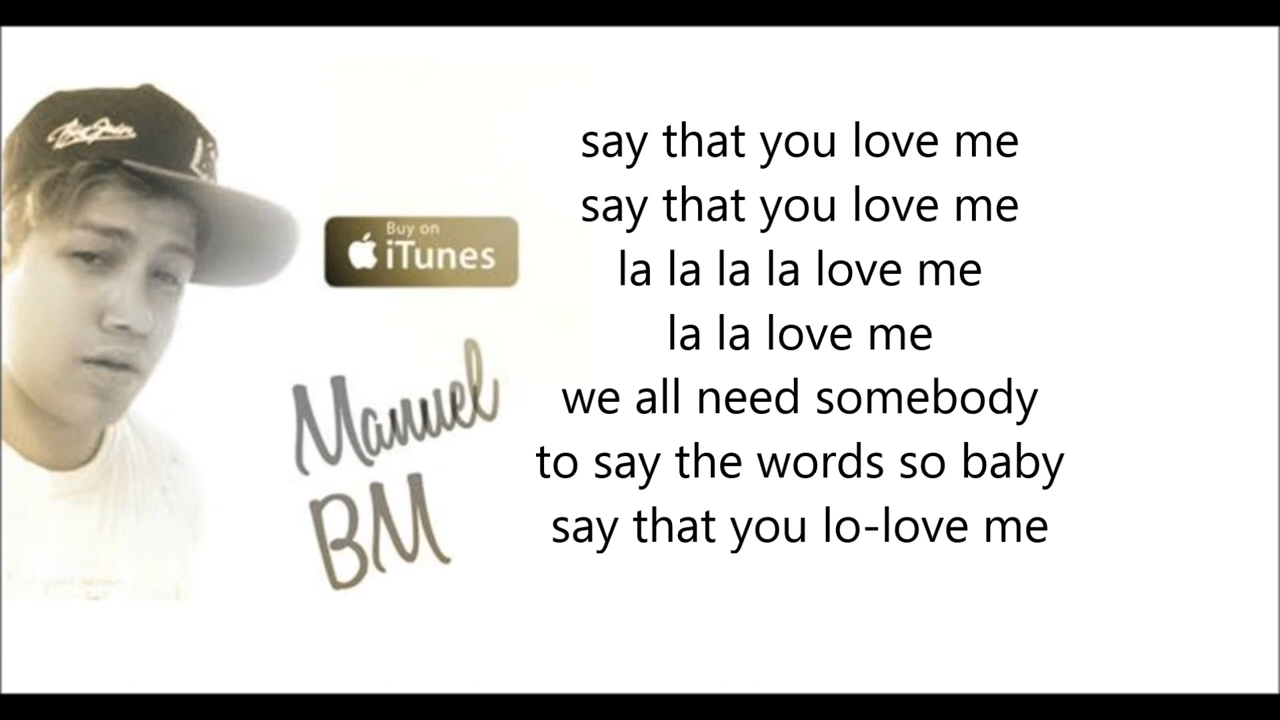 Buy on
iTunes
Manuel
BM
say that you love me
say that you love me
la la la la love me
la la love me
we all need somebody
to say the words so baby
say that you lo-love me